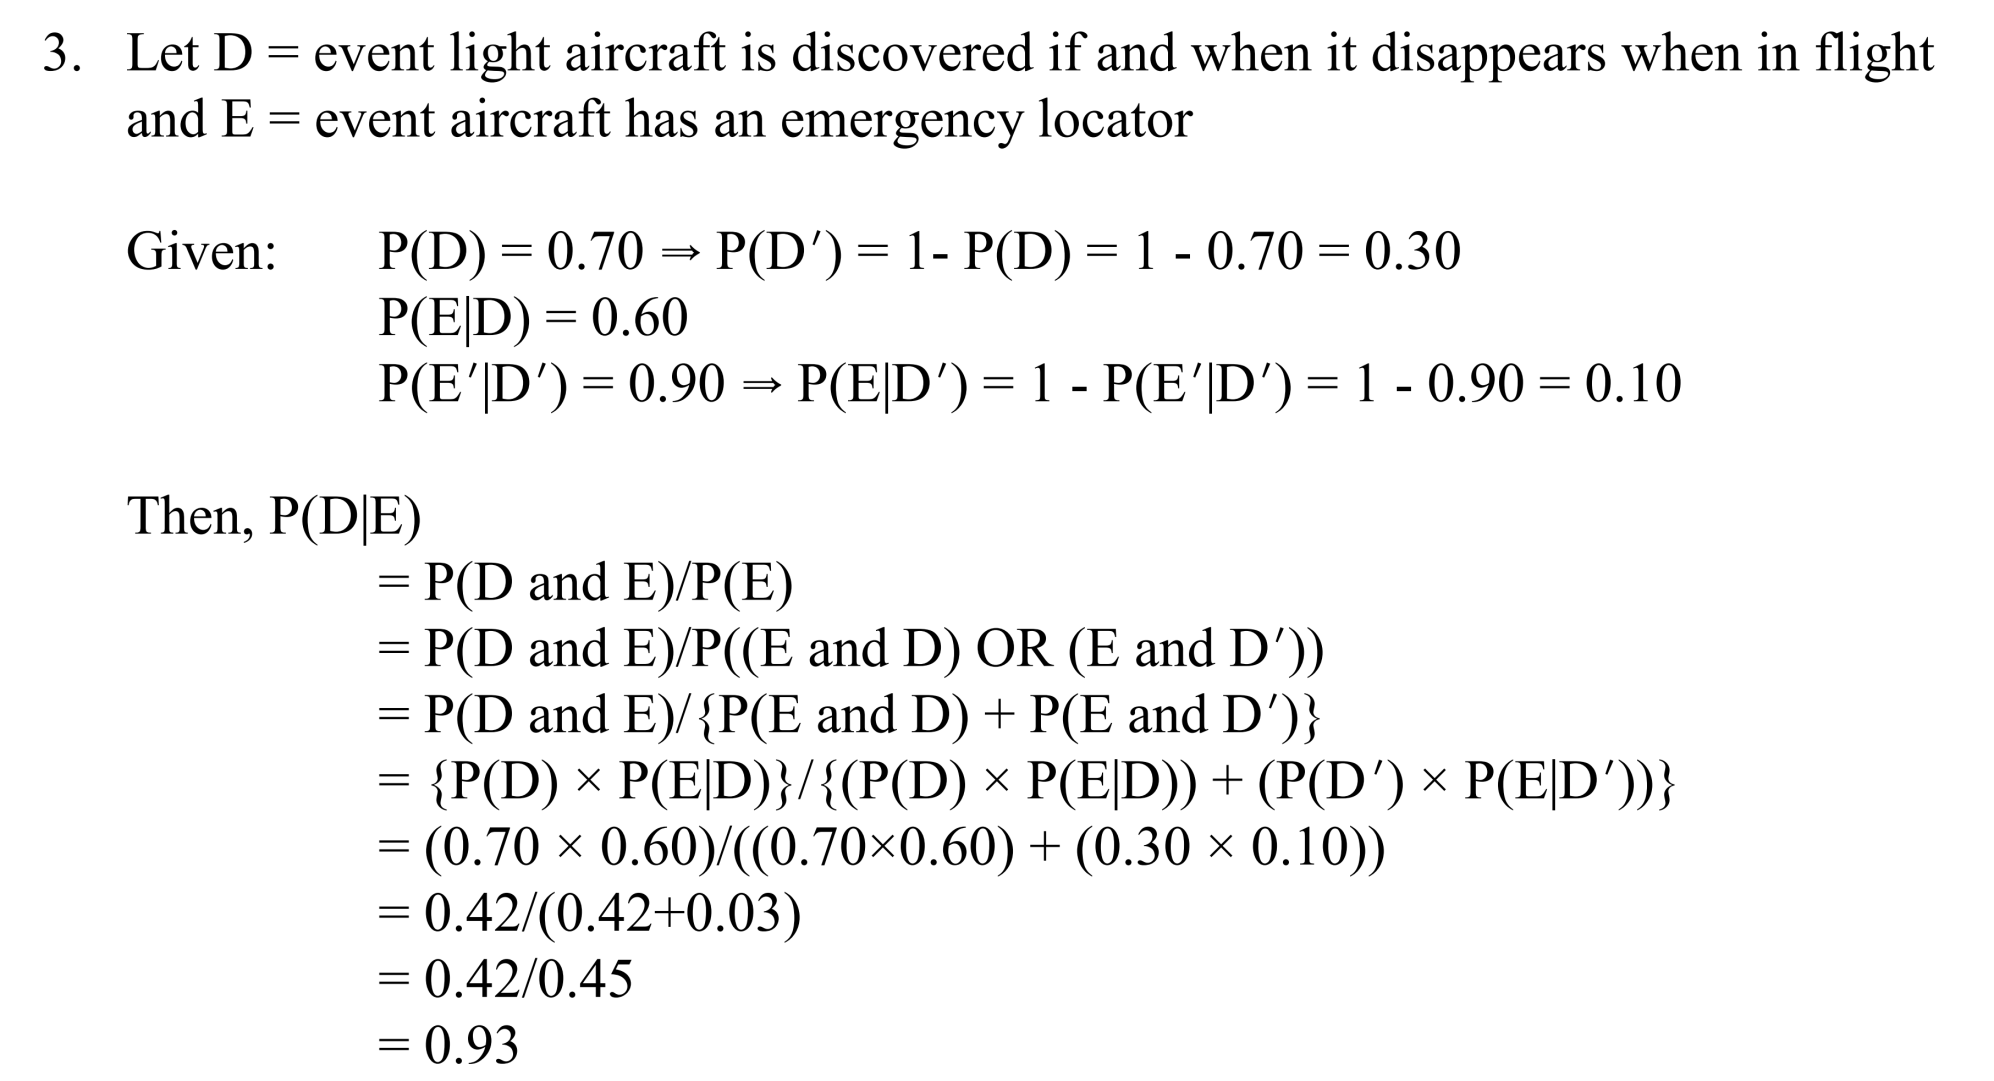 3. Let D = event light aircraft is discovered if and when it disappears when in flight
and E = event aircraft has an emergency locator
Given: P(D) = 0.70 ⇒ P(D′) = 1- P(D) = 1 - 0.70 = 0.30
P(E|D) = 0.60
P(E′|D′) = 0.90 ⇒ P(E|D′) = 1 - P(E′|D′) = 1 - 0.90 = 0.10
Then, P(D|E)
= P(D and E)/P(E)
= P(D and E)/P((E and D) OR (E and D′))
= P(D and E)/{P(E and D) + P(E and D′)}
= {P(D) × P(E|D)}/{(P(D) × P(E|D)) + (P(D′) × P(E|D′))}
= (0.70 × 0.60)/((0.70×0.60) + (0.30 × 0.10))
= 0.42/(0.42+0.03)
= 0.42/0.45
= 0.93